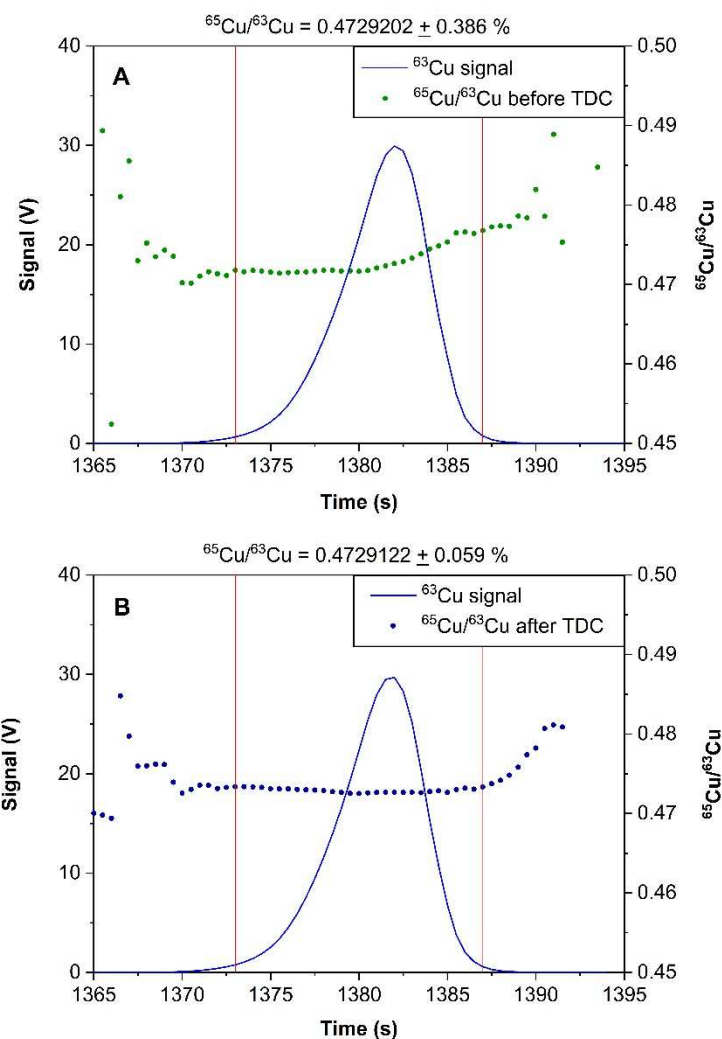 ⁶⁵Cu/⁶³Cu = 0.4729202 ± 0.386 %
A
⁶³Cu signal
⁶⁵Cu/⁶³Cu before TDC
40
30
20
10
0
Signal (V)
0.50
0.49
0.48
0.47
0.46
0.45
⁶⁵Cu/⁶³Cu
1365 1370 1375 1380 1385 1390 1395
Time (s)
⁶⁵Cu/⁶³Cu = 0.4729122 ± 0.059 %
B
⁶³Cu signal
⁶⁵Cu/⁶³Cu after TDC
40
30
20
10
0
Signal (V)
0.50
0.49
0.48
0.47
0.46
0.45
⁶⁵Cu/⁶³Cu
1365 1370 1375 1380 1385 1390 1395
Time (s)